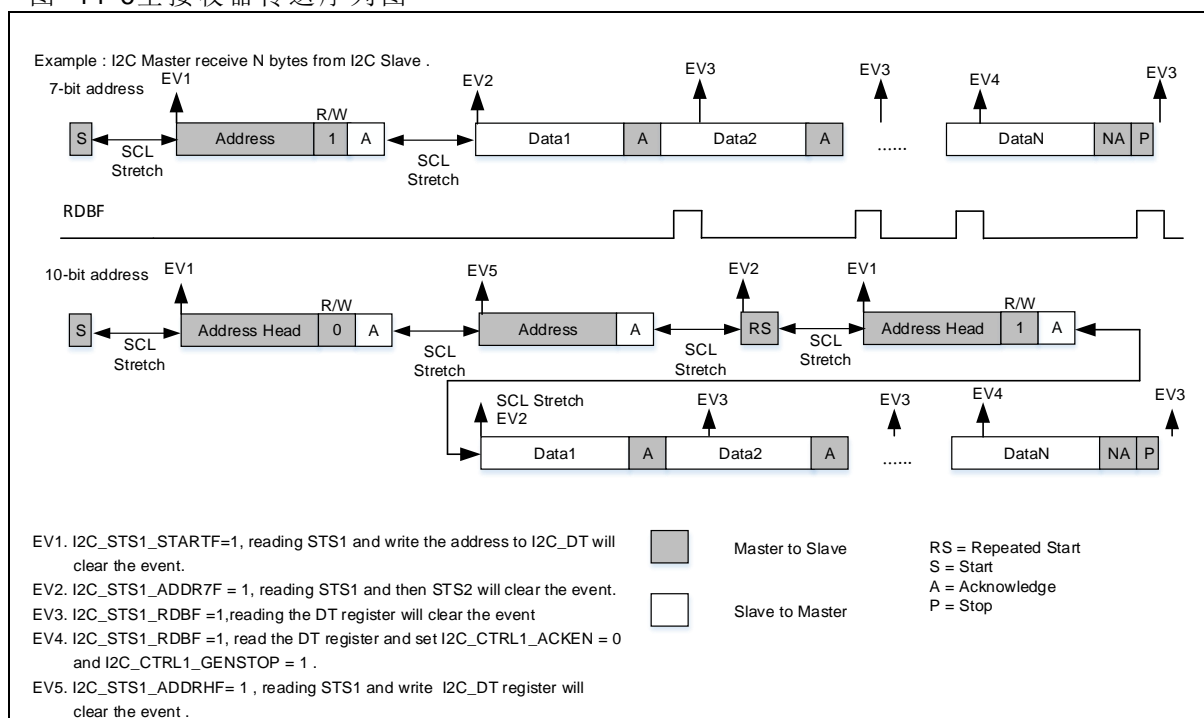 Example : I2C Master receive N bytes from I2C Slave .
7-bit address
EV1
EV2
EV3
EV3
EV4
EV3
R/W
S
Address
1
A
Data1
A
Data2
A
......
DataN
NA
P
SCL
Stretch
SCL
Stretch
RDBF
10-bit address
EV1
EV5
EV2
EV1
R/W
R/W
S
Address Head
0
A
Address
A
RS
Address Head
1
A
SCL
Stretch
SCL
Stretch
SCL
Stretch
SCL
Stretch
SCL Stretch
EV2
EV3
EV3
EV4
EV3
Data1
A
Data2
A
......
DataN
NA
P
EV1. I2C_STS1_STARTF=1, reading STS1 and write the address to I2C_DT will
clear the event.
EV2. I2C_STS1_ADDR7F = 1, reading STS1 and then STS2 will clear the event.
EV3. I2C_STS1_RDBF =1,reading the DT register will clear the event
EV4. I2C_STS1_RDBF =1, read the DT register and set I2C_CTRL1_ACKEN = 0
and I2C_CTRL1_GENSTOP = 1 .
EV5. I2C_STS1_ADDRHF= 1 , reading STS1 and write I2C_DT register will
clear the event .
Master to Slave
Slave to Master
RS = Repeated Start
S = Start
A = Acknowledge
P = Stop